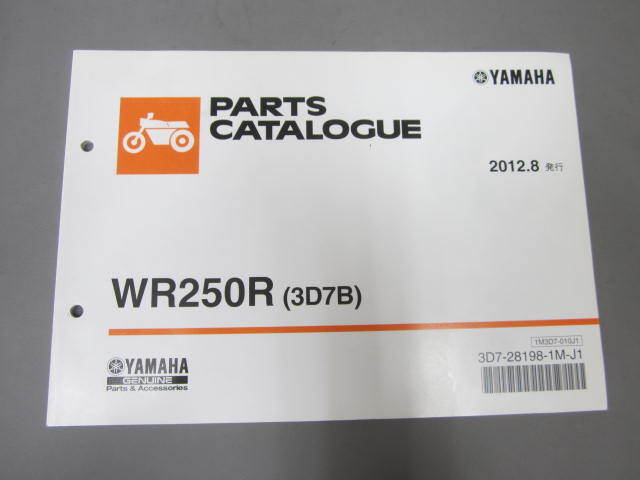 PARTS
CATALOGUE
YAMAHA
2012.8 発行
WR250R (3D7B)
YAMAHA
GENUINE
Parts & Accessories
1M3D7-010J1
3D7-28198-1M-J1